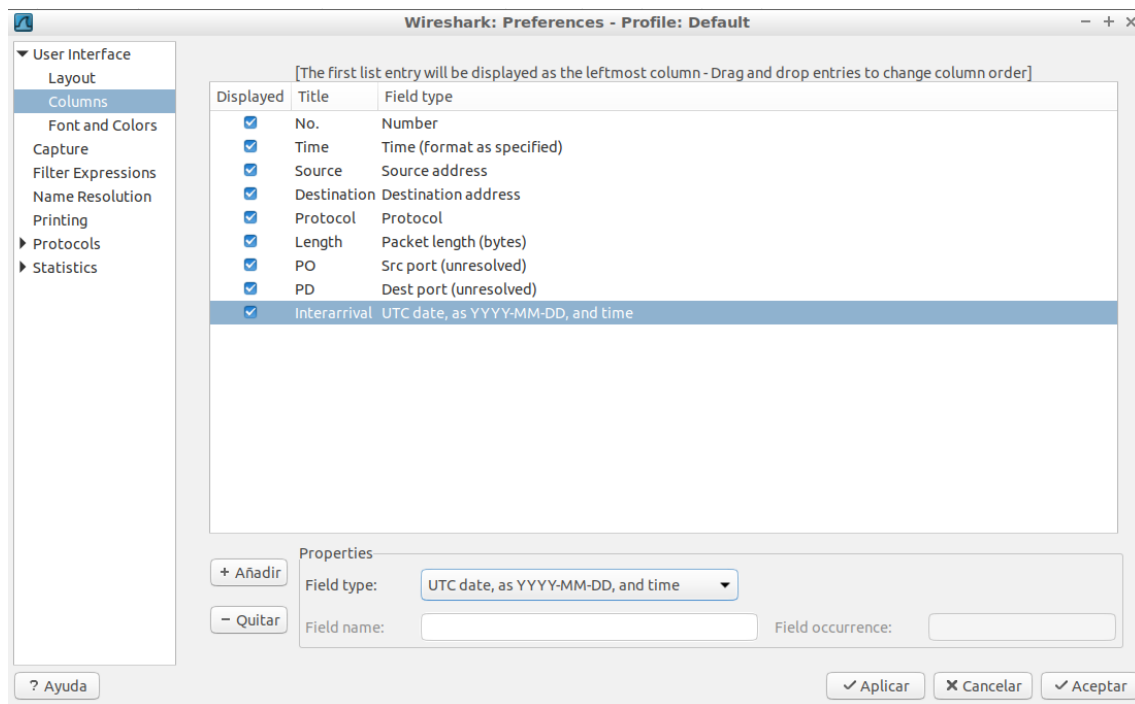 Wireshark: Preferences - Profile: Default
User Interface
Layout
Columns
Font and Colors
Capture
Filter Expressions
Name Resolution
Printing
Protocols
Statistics
[The first list entry will be displayed as the leftmost column - Drag and drop entries to change column order]
Displayed Title Field type
No. Number
Time Time (format as specified)
Source Source address
Destination Destination address
Protocol Protocol
Length Packet length (bytes)
PO Src port (unresolved)
PD Dest port (unresolved)
Interarrival UTC date, as YYYY-MM-DD, and time
Properties
+ Añadir
Field type: UTC date, as YYYY-MM-DD, and time
− Quitar
Field name: Field occurrence:
? Ayuda
Aplicar
Cancelar
Aceptar